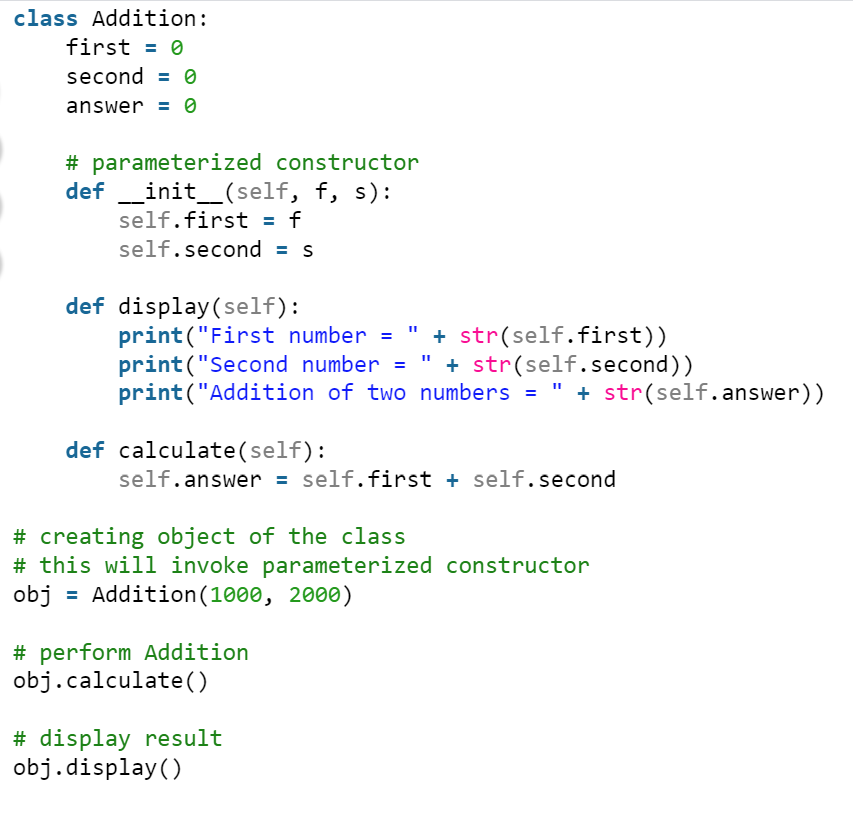 class Addition:
    first = 0
    second = 0
    answer = 0

    # parameterized constructor
    def __init__(self, f, s):
        self.first = f
        self.second = s

    def display(self):
        print("First number = " + str(self.first))
        print("Second number = " + str(self.second))
        print("Addition of two numbers = " + str(self.answer))

    def calculate(self):
        self.answer = self.first + self.second

# creating object of the class
# this will invoke parameterized constructor
obj = Addition(1000, 2000)

# perform Addition
obj.calculate()

# display result
obj.display()